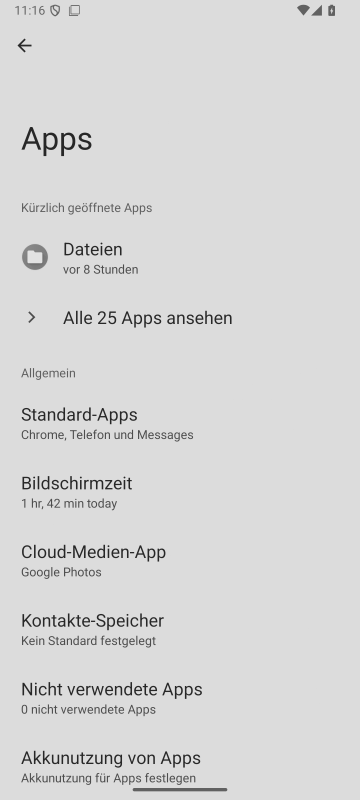 11:16
Apps
Kürzlich geöffnete Apps
Dateien
vor 8 Stunden
Alle 25 Apps ansehen
Allgemein
Standard-Apps
Chrome, Telefon und Messages
Bildschirmzeit
1 hr, 42 min today
Cloud-Medien-App
Google Photos
Kontakte-Speicher
Kein Standard festgelegt
Nicht verwendete Apps
0 nicht verwendete Apps
Akkunutzung von Apps
Akkunutzung für Apps festlegen